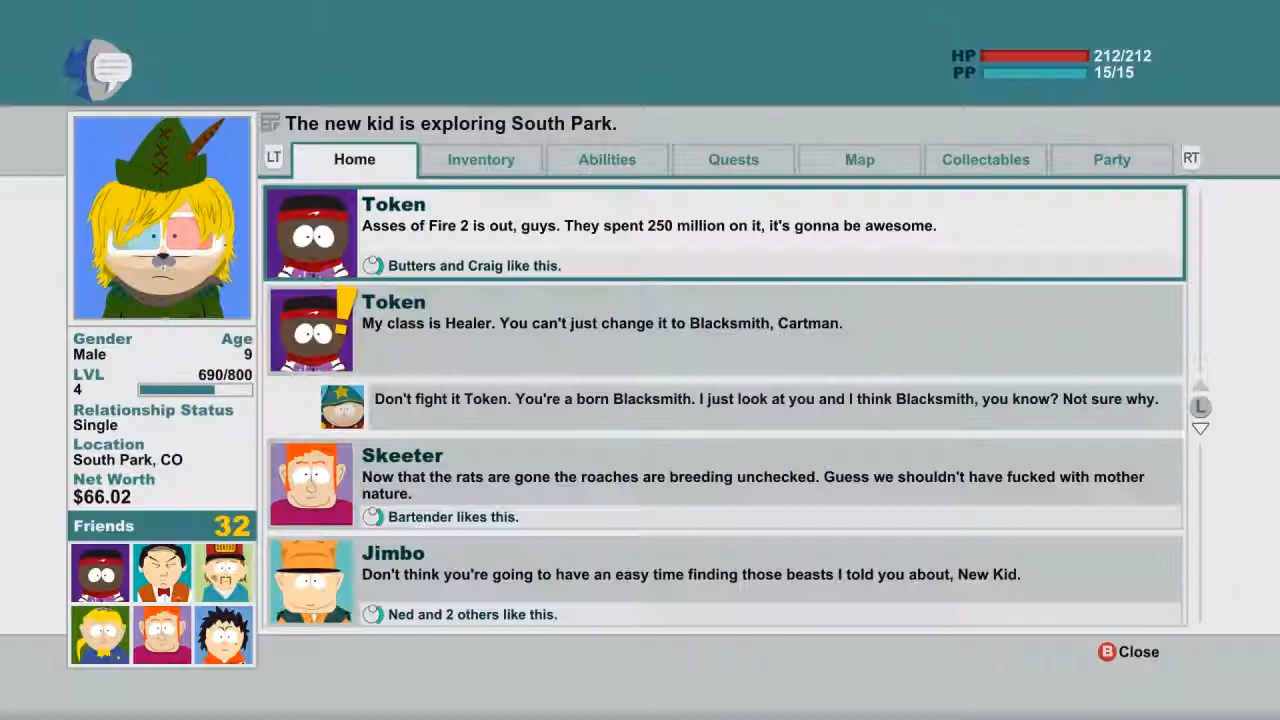 HP 212/212
PP 15/15
EF The new kid is exploring South Park.
LT Home Inventory Abilities Quests Map Collectables Party RT
Gender Age
Male 9
LVL 690/800
4
Relationship Status
Single
Location
South Park, CO
Net Worth
$66.02
Friends 32
Token
Asses of Fire 2 is out, guys. They spent 250 million on it, it's gonna be awesome.
Butters and Craig like this.
Token
My class is Healer. You can't just change it to Blacksmith, Cartman.
Don't fight it Token. You're a born Blacksmith. I just look at you and I think Blacksmith, you know? Not sure why.
Skeeter
Now that the rats are gone the roaches are breeding unchecked. Guess we shouldn't have fucked with mother
nature.
Bartender likes this.
Jimbo
Don't think you're going to have an easy time finding those beasts I told you about, New Kid.
Ned and 2 others like this.
L
B Close